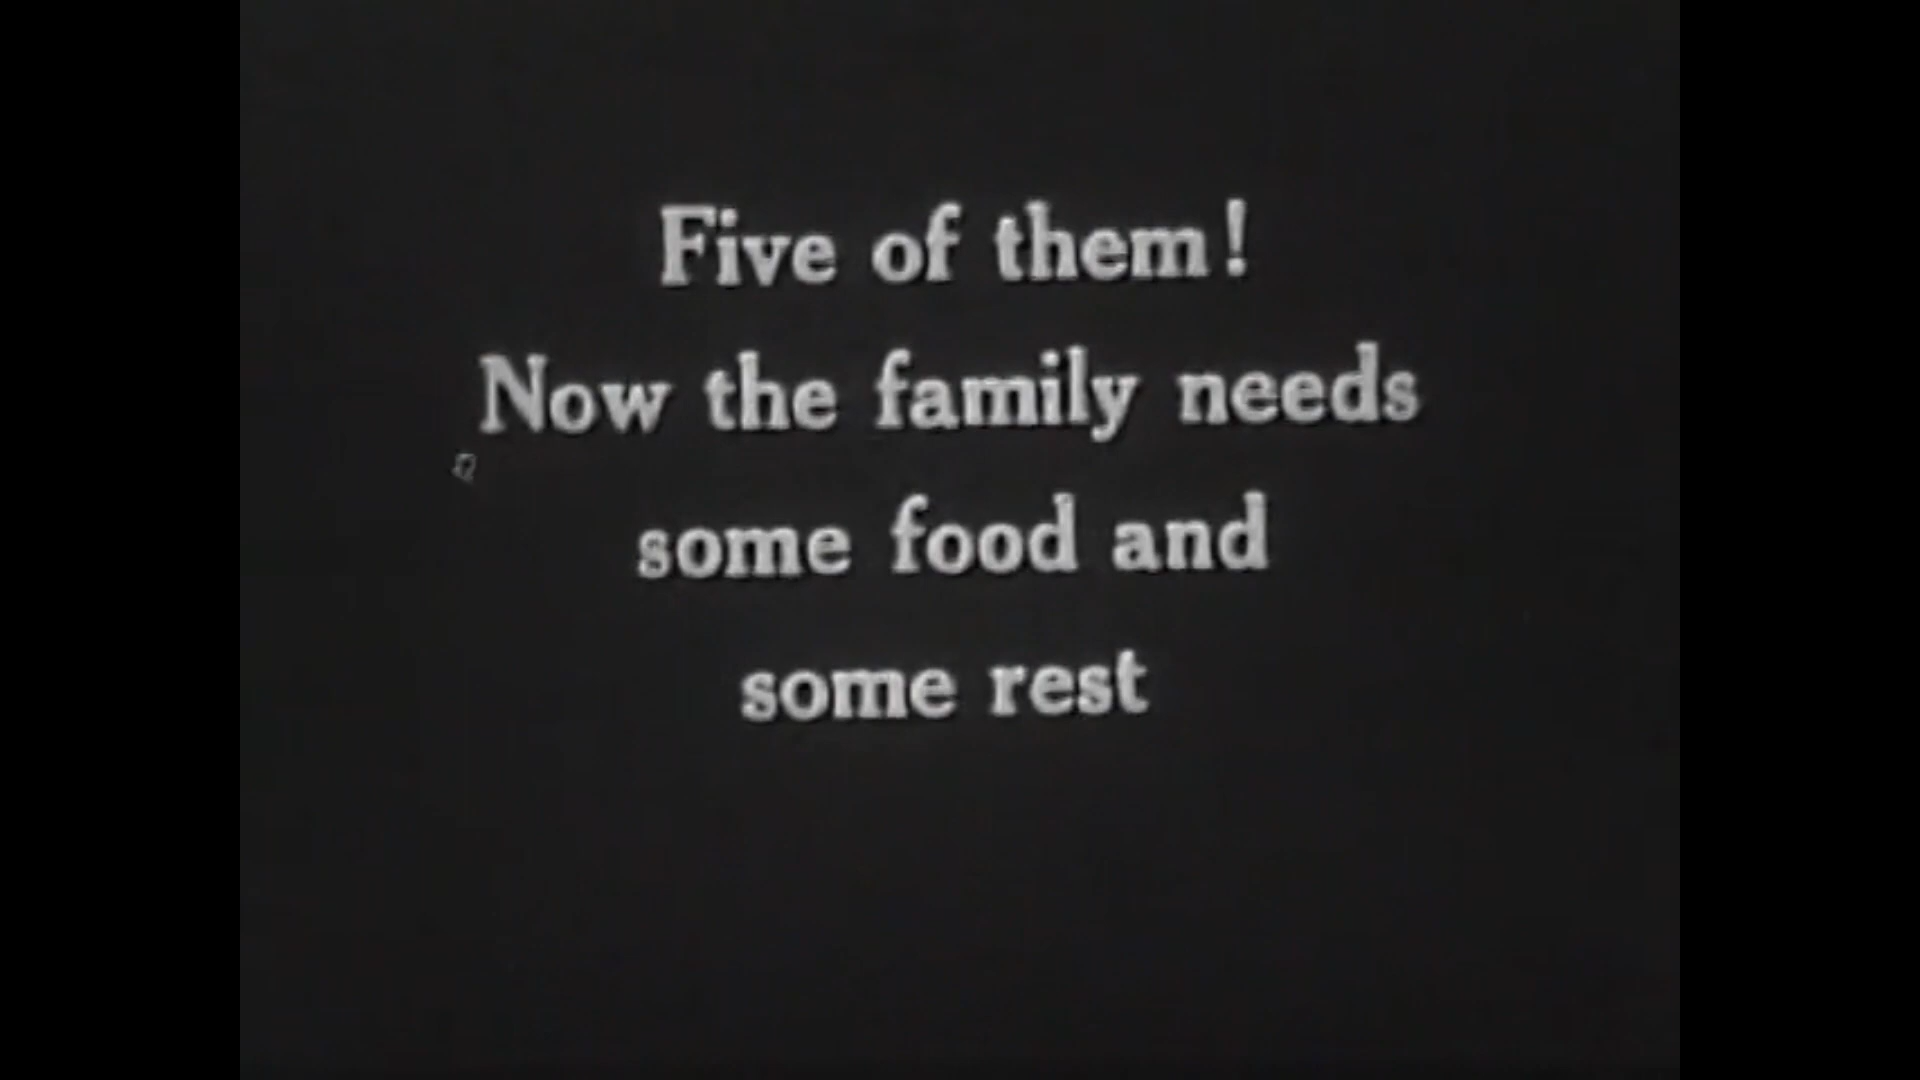 Five of them!
Now the family needs
some food and
some rest